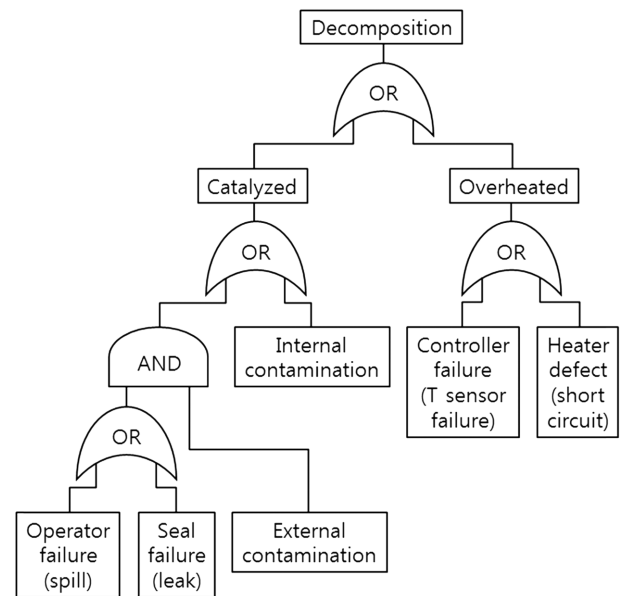 Decomposition
OR
Catalyzed
Overheated
OR
OR
AND
Internal
contamination
Controller
failure
(T sensor
failure)
Heater
defect
(short
circuit)
OR
Operator
failure
(spill)
Seal
failure
(leak)
External
contamination